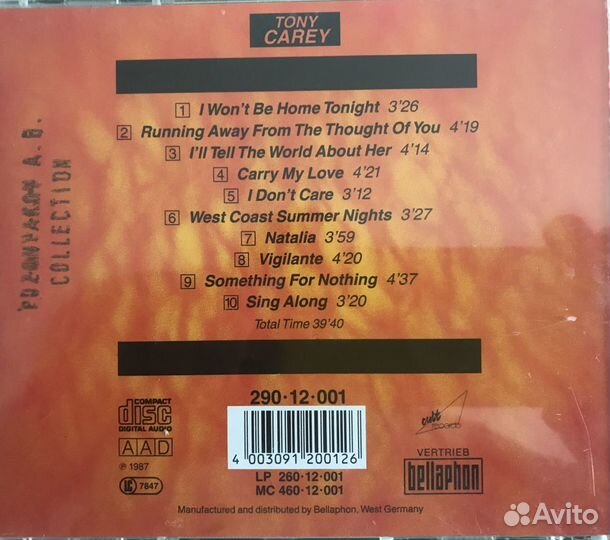 TONY
CAREY
1 I Won't Be Home Tonight 3'26
2 Running Away From The Thought Of You 4'19
3 I'll Tell The World About Her 4'14
4 Carry My Love 4'21
5 I Don't Care 3'12
6 West Coast Summer Nights 3'27
7 Natalia 3'59
8 Vigilante 4'20
9 Something For Nothing 4'37
10 Sing Along 3'20
Total Time 39'40
A.B.
COLLECTION
290·12·001
COMPACT
disc
DIGITAL AUDIO
AAD
℗ 1987
LC 7847
4 003091 200126
LP 260·12·001
MC 460·12·001
cult
records
VERTRIEB
bellaphon
Manufactured and distributed by Bellaphon, West Germany
Avito